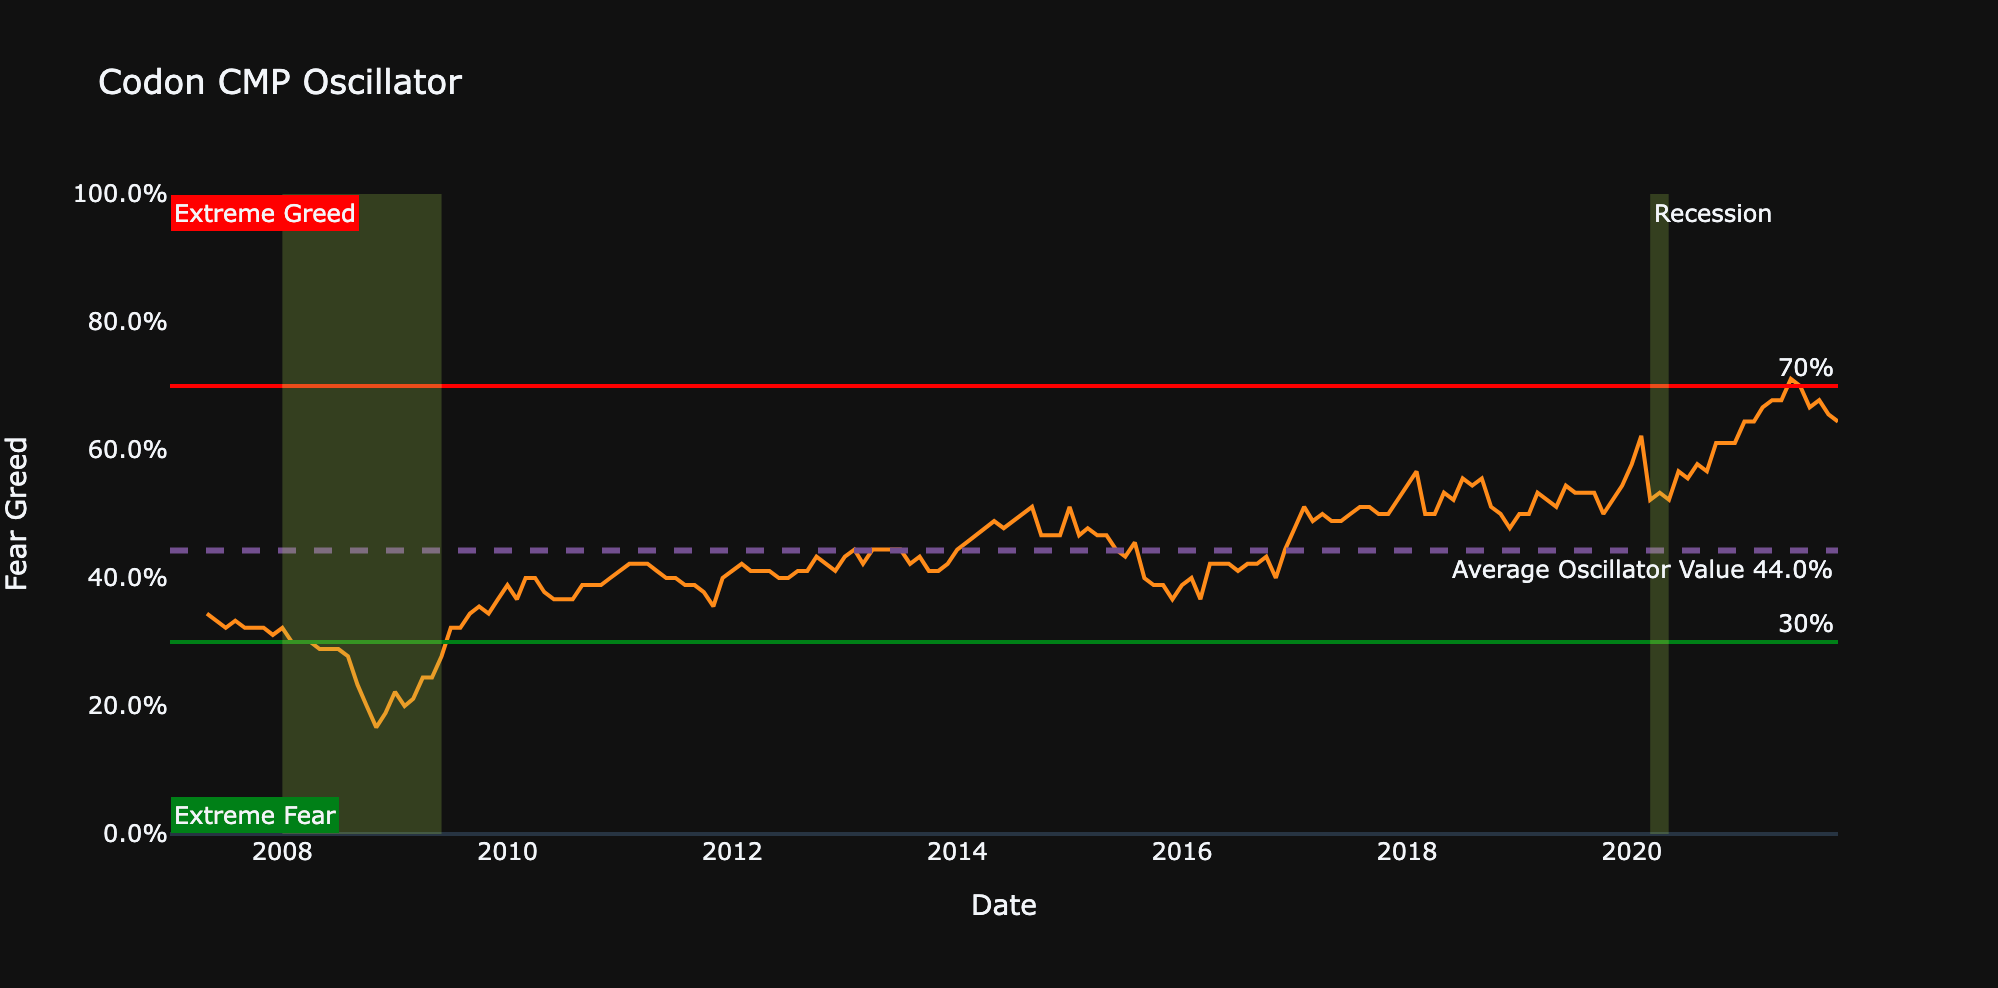 Codon CMP Oscillator
100.0%
Extreme Greed
Recession
80.0%
70%
60.0%
Fear Greed
40.0%
Average Oscillator Value 44.0%
30%
20.0%
Extreme Fear
0.0%
2008 2010 2012 2014 2016 2018 2020
Date